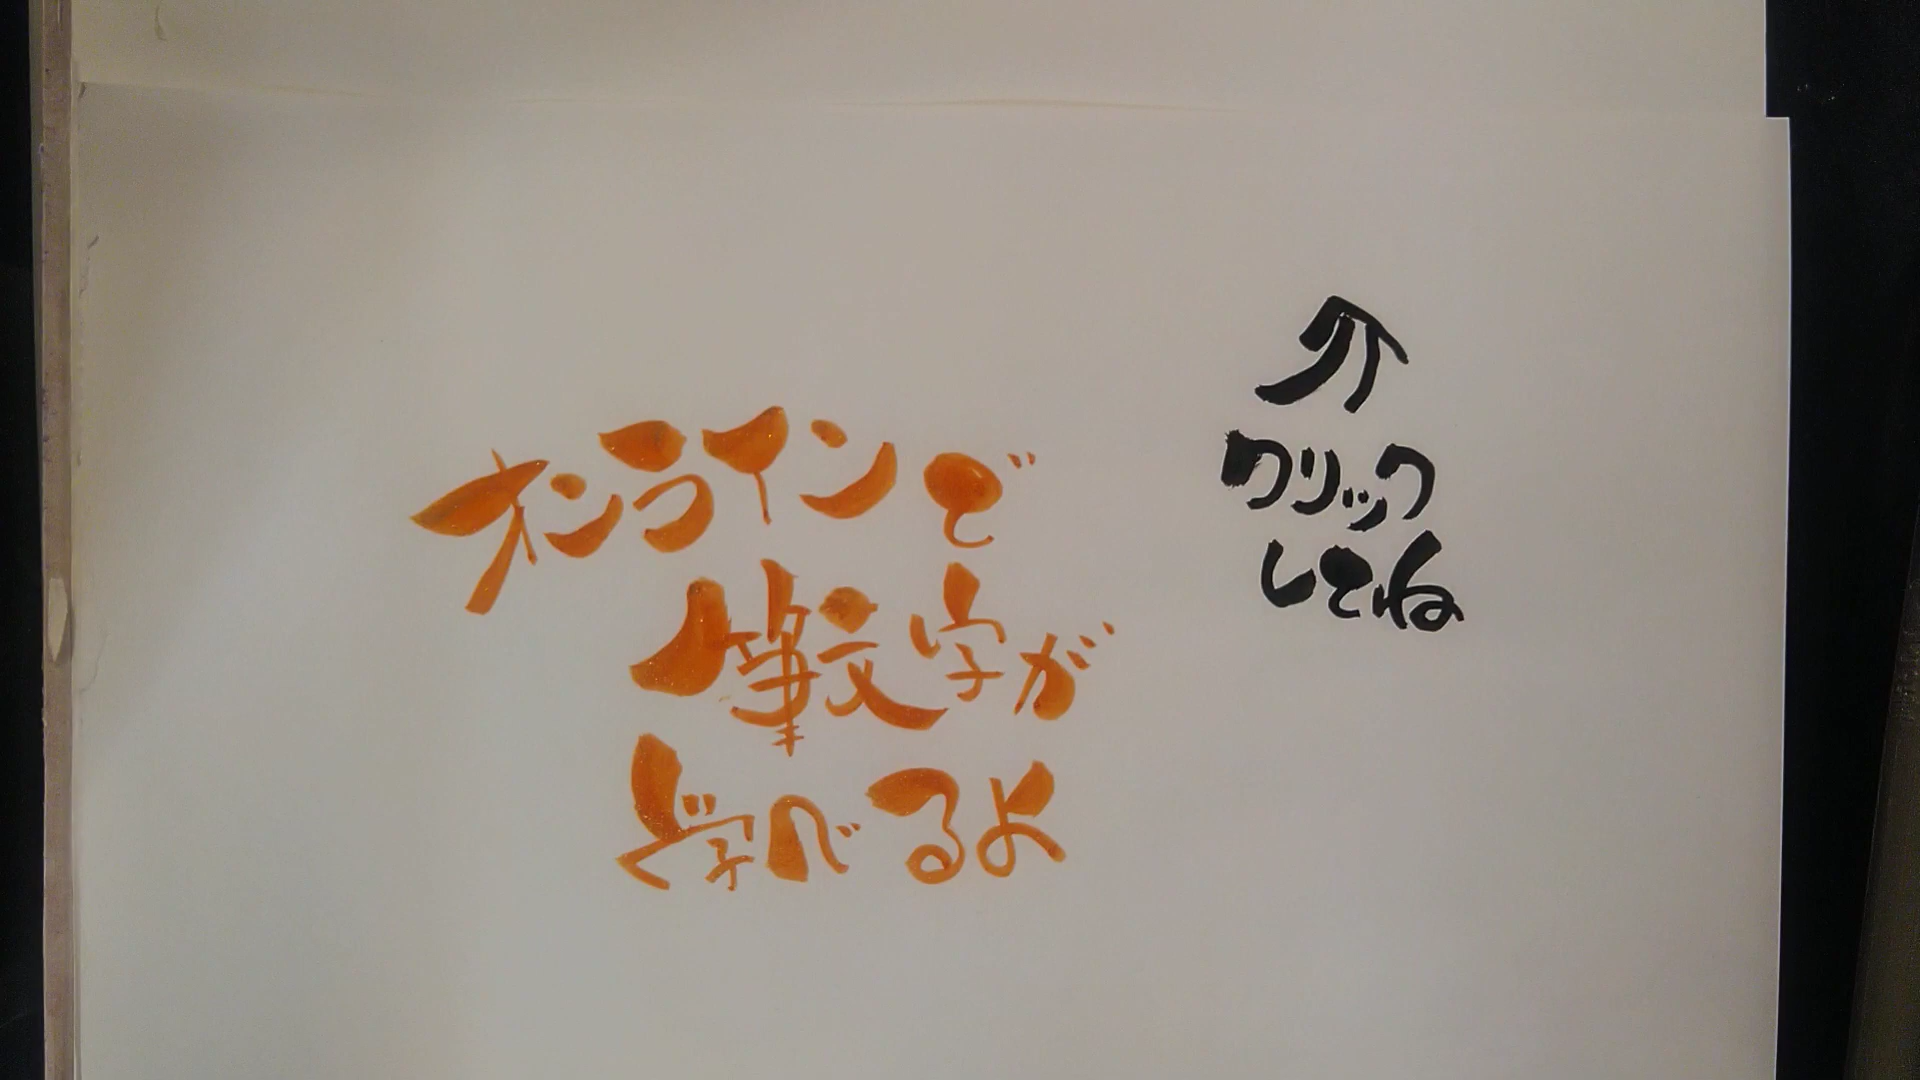 オンラインで
筆文字が
学べるよ
⇧
クリック
してね